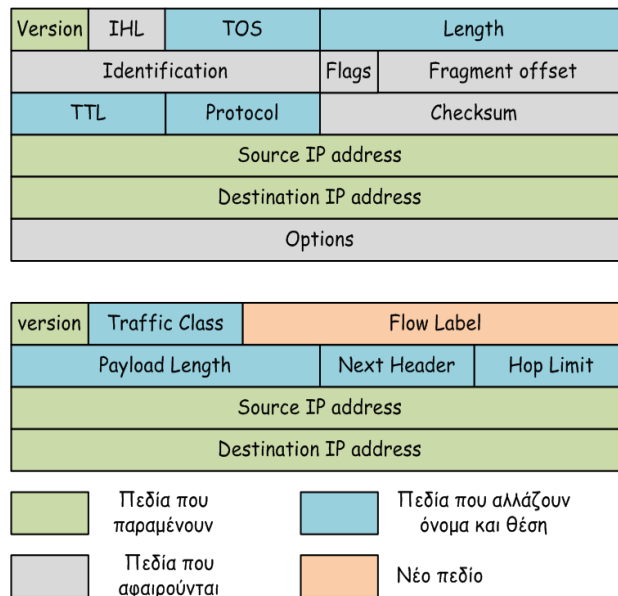 Version IHL TOS Length
Identification Flags Fragment offset
TTL Protocol Checksum
Source IP address
Destination IP address
Options
version Traffic Class Flow Label
Payload Length Next Header Hop Limit
Source IP address
Destination IP address
Πεδία που
παραμένουν
Πεδία που αλλάζουν
όνομα και θέση
Πεδία που
αφαιρούνται
Νέο πεδίο